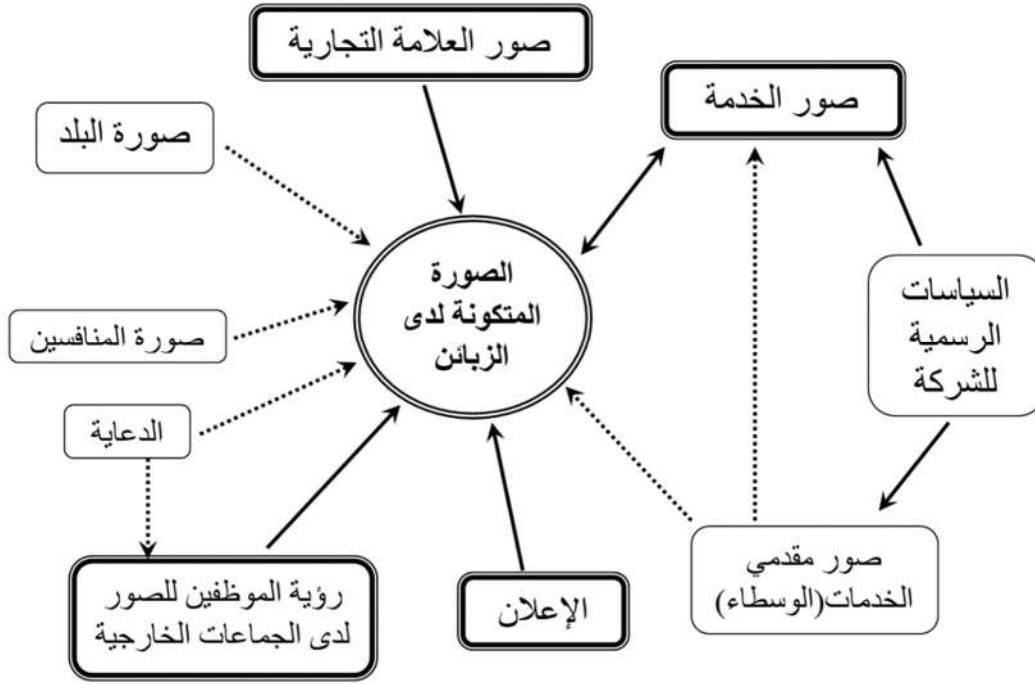 صور العلامة التجارية
صور الخدمة
صورة البلد
الصورة
المتكونة لدى
الزبائن
السياسات
الرسمية
للشركة
صورة المنافسين
الدعاية
صور مقدمي
الخدمات(الوسطاء)
الإعلان
رؤية الموظفين للصور
لدى الجماعات الخارجية